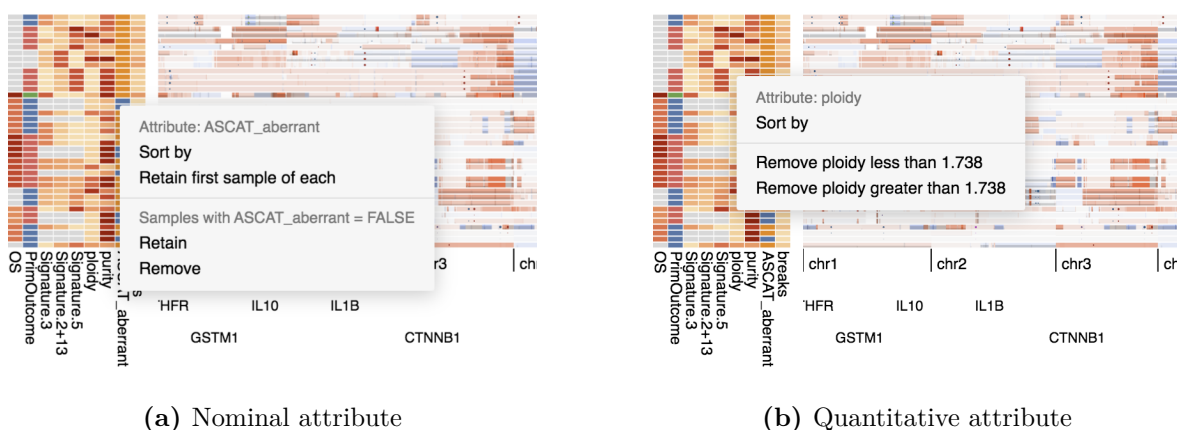 Attribute: ASCAT_aberrant
Sort by
Retain first sample of each
Samples with ASCAT_aberrant = FALSE
Retain
Remove
OS
PrimOutcome
Signature.3
Signature.2+13
Signature.5
ploidy
purity
T_aberrant
r3
chr
HFR
IL10
IL1B
GSTM1
CTNNB1
(a) Nominal attribute
Attribute: ploidy
Sort by
Remove ploidy less than 1.738
Remove ploidy greater than 1.738
OS
PrimOutcome
Signature.3
Signature.2+13
Signature.5
ploidy
purity
ASCAT_aberrant
breaks
chr1
chr2
chr3
HFR
IL10
IL1B
GSTM1
CTNNB1
(b) Quantitative attribute